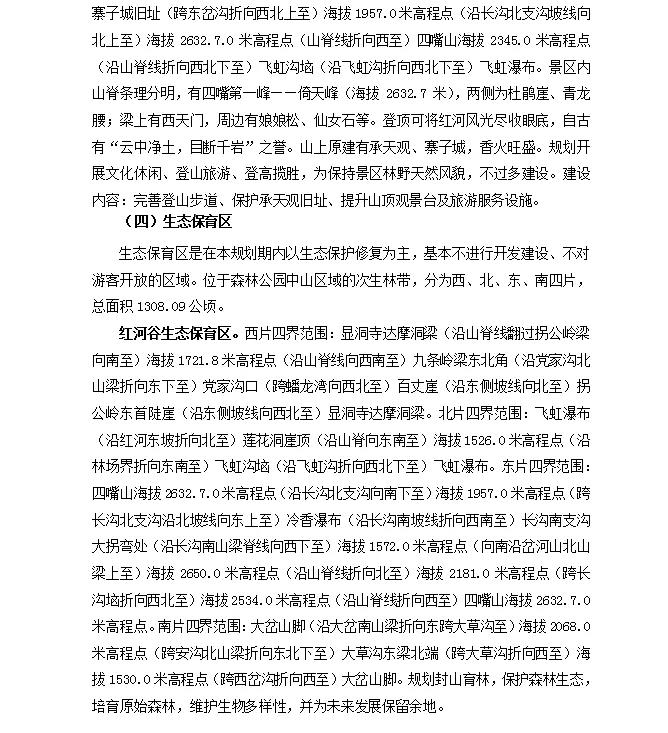 寨子城旧址（跨东岔沟折向西北上至）海拔 1957.0 米高程点（沿长沟北支沟坡线向
北上至）海拔 2632.7.0 米高程点（山脊线折向西至）四嘴山海拔 2345.0 米高程点
（沿山脊线折向西北下至）飞虹沟垴（沿飞虹沟折向西北下至）飞虹瀑布。景区内
山脊条理分明，有四嘴第一峰——倚天峰（海拔 2632.7 米），两侧为杜鹃崖、青龙
腰；梁上有西天门，周边有娘娘松、仙女石等。登顶可将红河风光尽收眼底，自古
有“云中净土，目断千岩”之誉。山上原建有承天观、寨子城，香火旺盛。规划开
展文化休闲、登山旅游、登高揽胜，为保持景区林野天然风貌，不过多建设。建设
内容：完善登山步道、保护承天观旧址、提升山顶观景台及旅游服务设施。
（四）生态保育区
生态保育区是在本规划期内以生态保护修复为主，基本不进行开发建设、不对
游客开放的区域。位于森林公园中山区域的次生林带，分为西、北、东、南四片，
总面积 1308.09 公顷。
红河谷生态保育区。西片四界范围：显洞寺达摩洞梁（沿山脊线翻过拐公岭梁
向南至）海拔 1721.8 米高程点（沿山脊线向西南至）九条岭梁东北角（沿党家沟北
山梁折向东下至）党家沟口（跨蟠龙湾向西北至）百丈崖（沿东侧坡线向北至）拐
公岭东首陡崖（沿东侧坡线向西北至）显洞寺达摩洞梁。北片四界范围：飞虹瀑布
（沿红河东坡折向北至）莲花洞崖顶（沿山脊向东南至）海拔 1526.0 米高程点（沿
林场界折向东南至）飞虹沟垴（沿飞虹沟折向西北下至）飞虹瀑布。东片四界范围：
四嘴山海拔 2632.7.0 米高程点（沿长沟北支沟向南下至）海拔 1957.0 米高程点（跨
长沟北支沟沿北坡线向东上至）冷香瀑布（沿长沟南坡线折向西南至）长沟南支沟
大拐弯处（沿长沟南山梁脊线向西下至）海拔 1572.0 米高程点（向南沿岔河山北山
梁上至）海拔 2650.0 米高程点（沿山脊线折向北至）海拔 2181.0 米高程点（跨长
沟垴折向西北至）海拔 2534.0 米高程点（沿山脊线折向西至）四嘴山海拔 2632.7.0
米高程点。南片四界范围：大岔山脚（沿大岔南山梁折向东跨大草沟至）海拔 2068.0
米高程点（跨安沟北山梁折向东北下至）大草沟东梁北端（跨大草沟折向西至）海
拔 1530.0 米高程点（跨西岔沟折向西至）大岔山脚。规划封山育林，保护森林生态，
培育原始森林，维护生物多样性，并为未来发展保留余地。